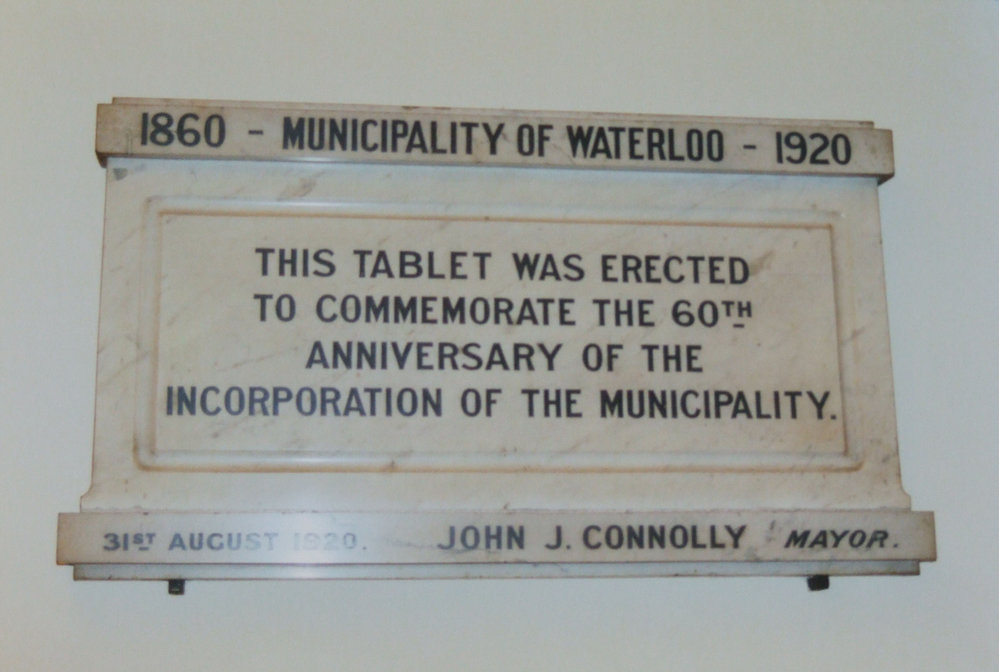 1860 - MUNICIPALITY OF WATERLOO - 1920
THIS TABLET WAS ERECTED
TO COMMEMORATE THE 60TH
ANNIVERSARY OF THE
INCORPORATION OF THE MUNICIPALITY.
31ST AUGUST 1920. JOHN J. CONNOLLY MAYOR.